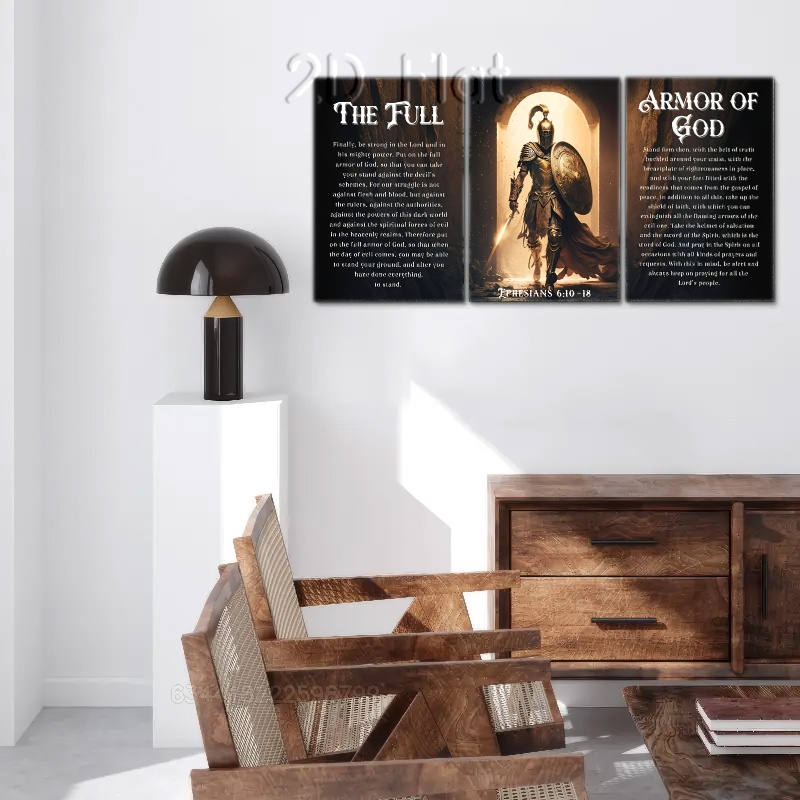 2D Flat
The Full
Finally, be strong in the Lord and in
his mighty power. Put on the full
armor of God, so that you can take
your stand against the devil's
schemes. For our struggle is not
against flesh and blood, but against
the rulers, against the authorities,
against the powers of this dark world
and against the spiritual forces of evil
in the heavenly realms. Therefore put
on the full armor of God, so that when
the day of evil comes, you may be able
to stand your ground, and after you
have done everything,
to stand.
Ephesians 6:10 -18
Armor of
God
Stand firm then, with the belt of truth
buckled around your waist, with the
breastplate of righteousness in place,
and with your feet fitted with the
readiness that comes from the gospel of
peace. In addition to all this, take up the
shield of faith, with which you can
extinguish all the flaming arrows of the
evil one. Take the helmet of salvation
and the sword of the Spirit, which is the
word of God. And pray in the Spirit on all
occasions with all kinds of prayers and
requests. With this in mind, be alert and
always keep on praying for all the
Lord's people.